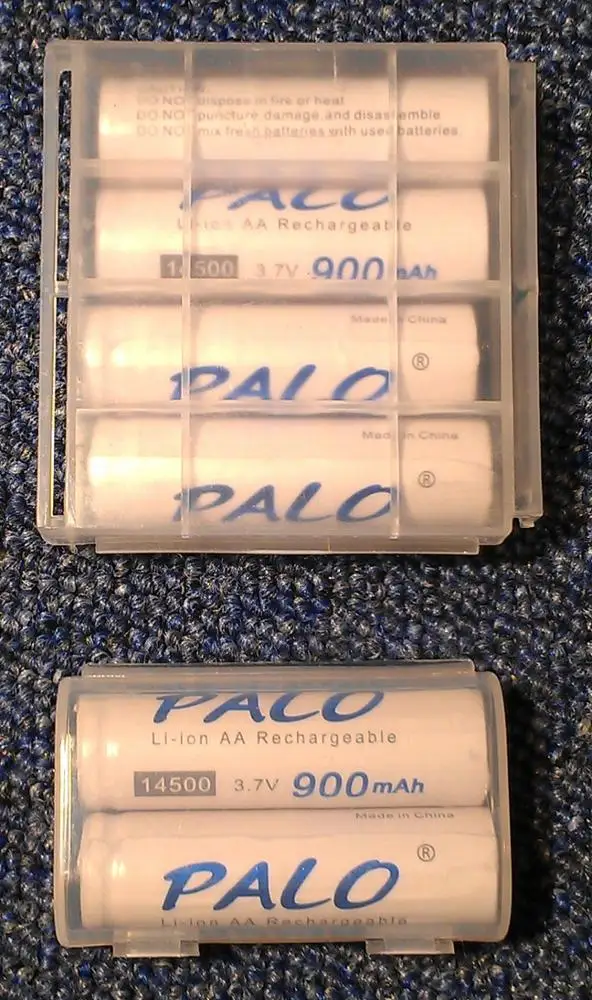 CAUTION:
DO NOT dispose in fire or heat
DO NOT puncture, damage, and disassemble
DO NOT mix fresh batteries with used batteries.
PALO
Li-ion AA Rechargeable
14500 3.7V 900mAh
Made in China
PALO®
Made in China
PALO®
PALO
Li-ion AA Rechargeable
14500 3.7V 900mAh
Made in China
PALO®
Li-ion AA Rechargeable